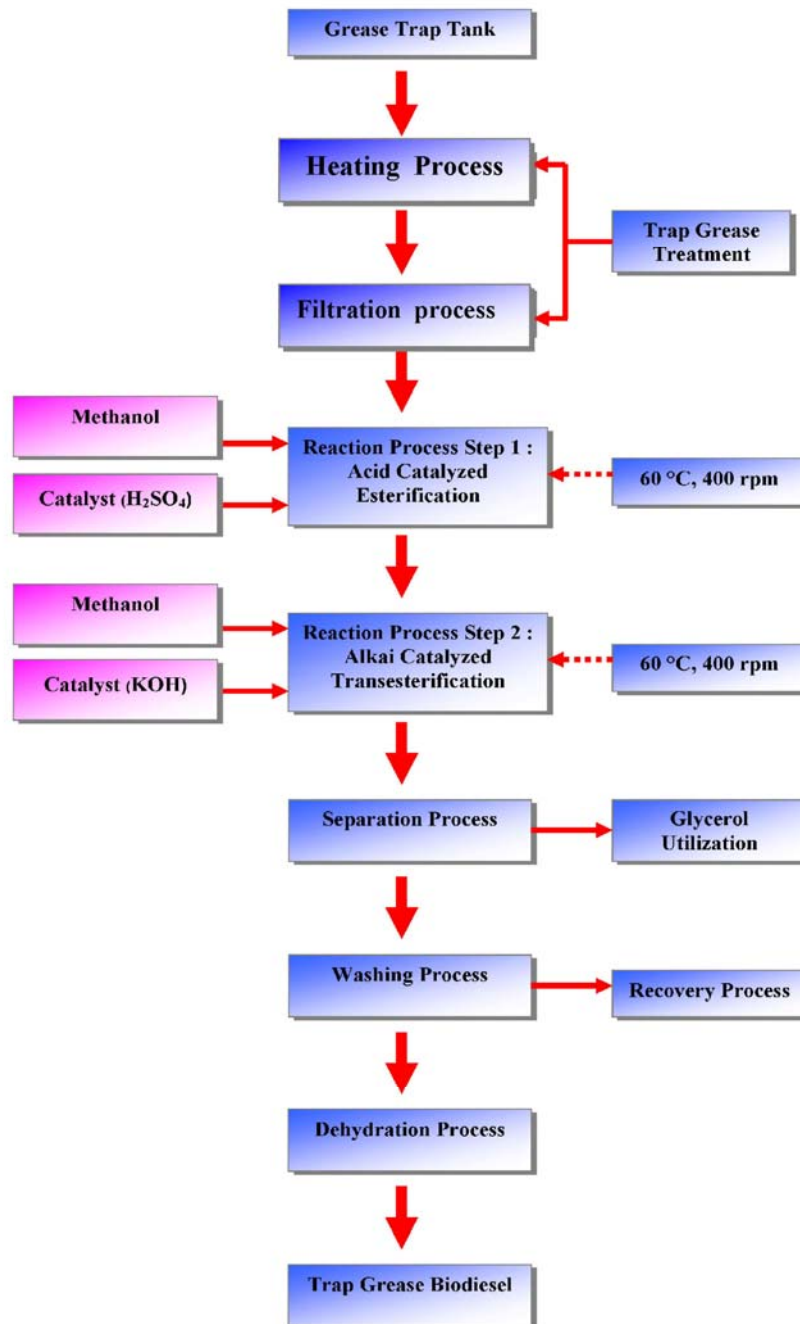 Grease Trap Tank
Heating Process
Trap Grease
Treatment
Filtration process
Methanol
Catalyst (H₂SO₄)
Reaction Process Step 1 :
Acid Catalyzed
Esterification
60 °C, 400 rpm
Methanol
Catalyst (KOH)
Reaction Process Step 2 :
Alkai Catalyzed
Transesterification
60 °C, 400 rpm
Separation Process
Glycerol
Utilization
Washing Process
Recovery Process
Dehydration Process
Trap Grease Biodiesel